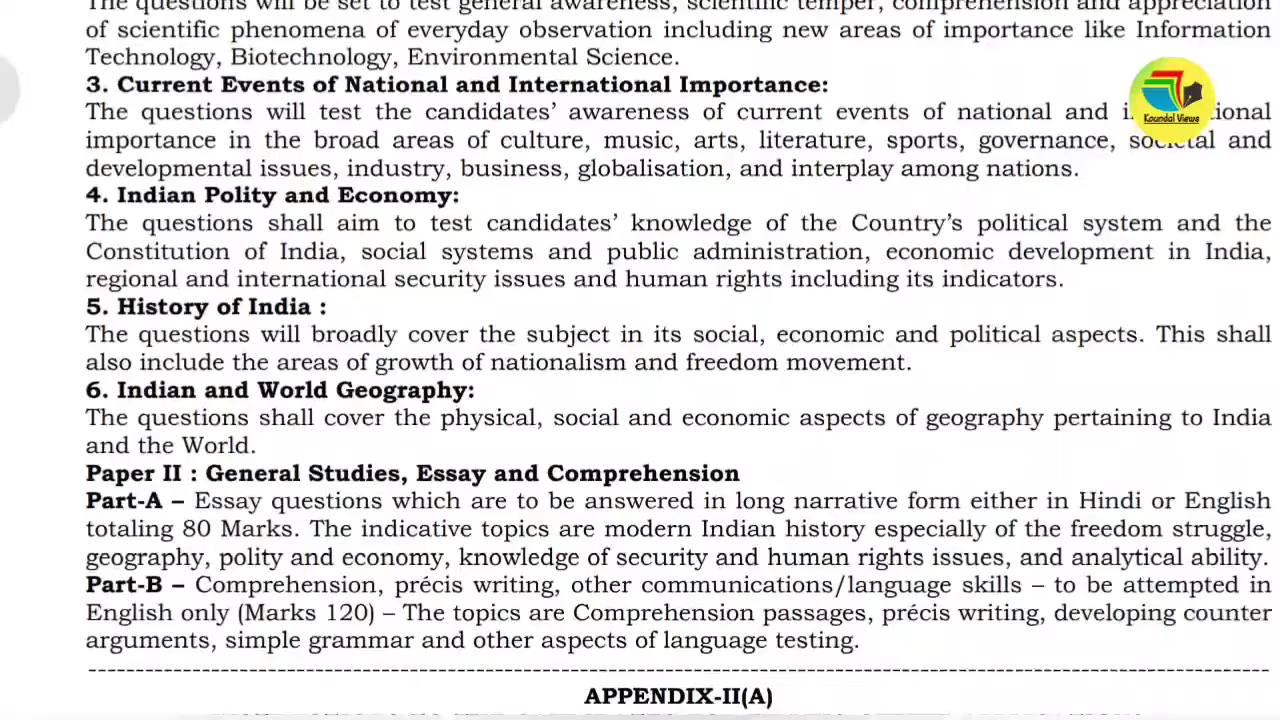 The questions will be set to test general awareness, scientific temper, comprehension and appreciation
of scientific phenomena of everyday observation including new areas of importance like Information
Technology, Biotechnology, Environmental Science.
3. Current Events of National and International Importance:
The questions will test the candidates’ awareness of current events of national and
importance in the broad areas of culture, music, arts, literature, sports, governance, societal and
developmental issues, industry, business, globalisation, and interplay among nations.
4. Indian Polity and Economy:
The questions shall aim to test candidates’ knowledge of the Country’s political system and the
Constitution of India, social systems and public administration, economic development in India,
regional and international security issues and human rights including its indicators.
5. History of India :
The questions will broadly cover the subject in its social, economic and political aspects. This shall
also include the areas of growth of nationalism and freedom movement.
6. Indian and World Geography:
The questions shall cover the physical, social and economic aspects of geography pertaining to India
and the World.
Paper II : General Studies, Essay and Comprehension
Part-A – Essay questions which are to be answered in long narrative form either in Hindi or English
totaling 80 Marks. The indicative topics are modern Indian history especially of the freedom struggle,
geography, polity and economy, knowledge of security and human rights issues, and analytical ability.
Part-B – Comprehension, précis writing, other communications/language skills – to be attempted in
English only (Marks 120) – The topics are Comprehension passages, précis writing, developing counter
arguments, simple grammar and other aspects of language testing.
APPENDIX-II(A)
Koundal Views